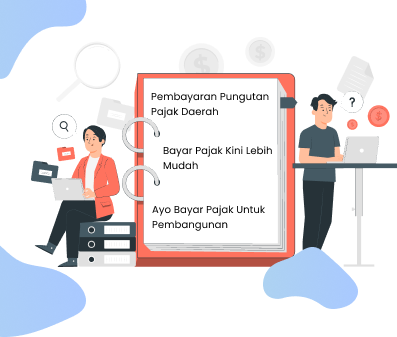 Pembayaran Pungutan
Pajak Daerah
Bayar Pajak Kini Lebih
Mudah
Ayo Bayar Pajak Untuk
Pembangunan
?